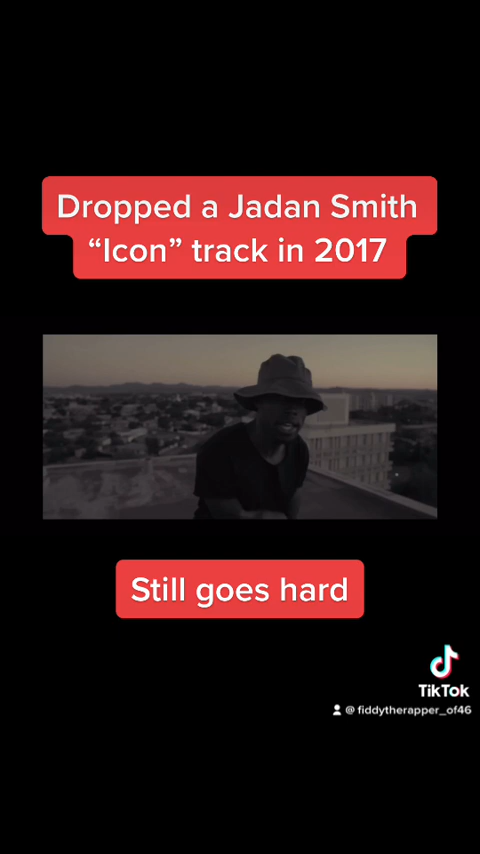 Dropped a Jadan Smith
“Icon” track in 2017
Still goes hard
TikTok
@ fiddytherapper_of46